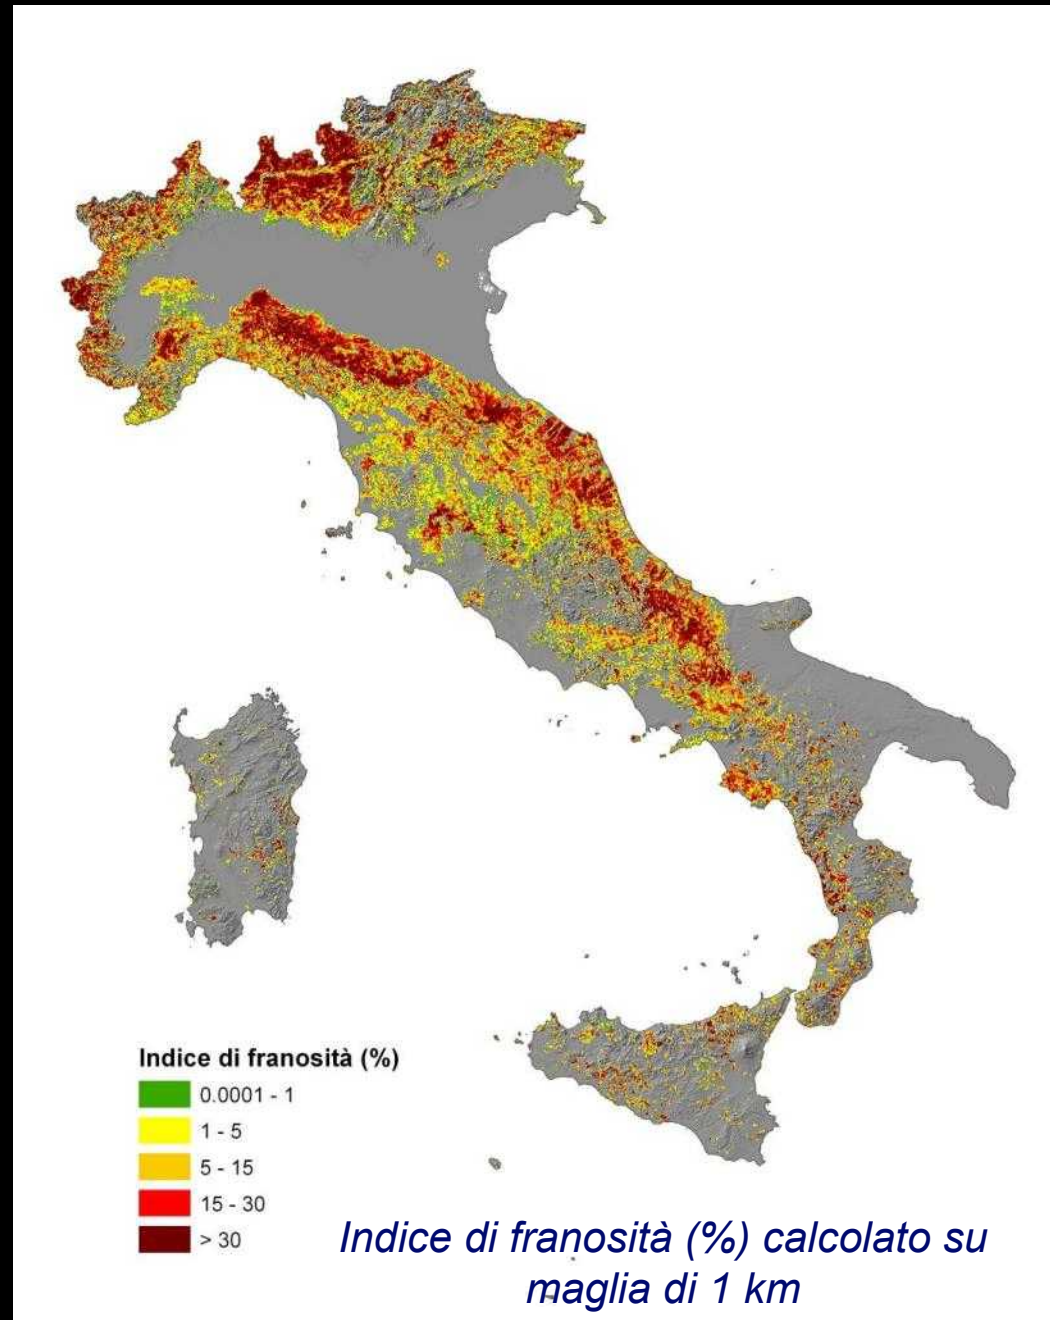 Indice di franosità (%)
0.0001 - 1
1 - 5
5 - 15
15 - 30
> 30
Indice di franosità (%) calcolato su
maglia di 1 km